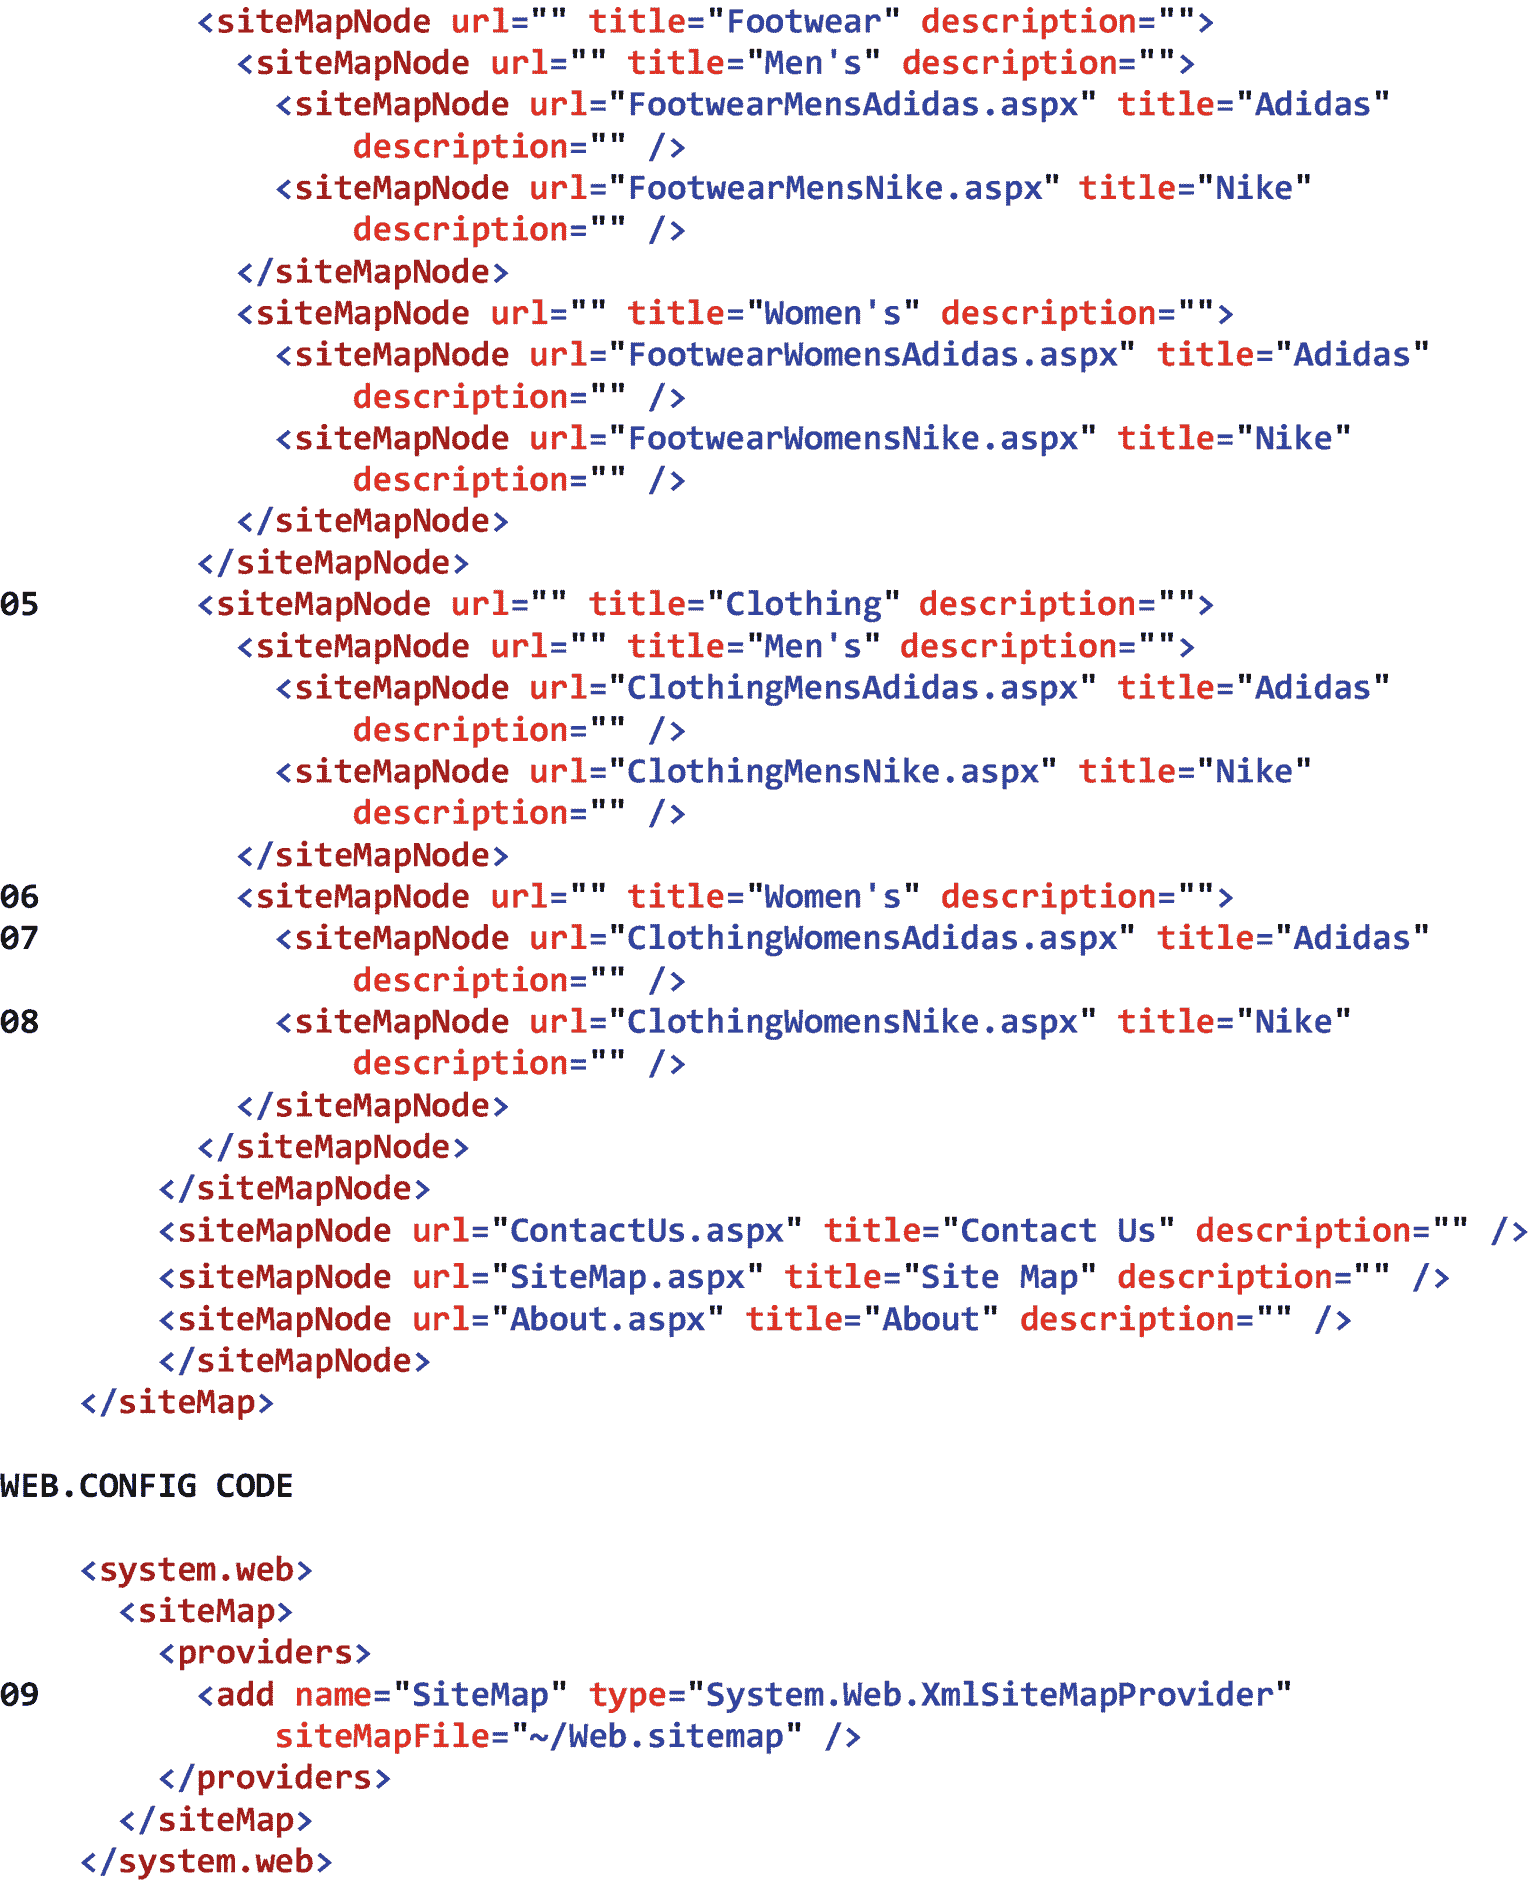 <siteMapNode url="" title="Footwear" description="">
<siteMapNode url="" title="Men's" description="">
<siteMapNode url="FootwearMensAdidas.aspx" title="Adidas"
description="" />
<siteMapNode url="FootwearMensNike.aspx" title="Nike"
description="" />
</siteMapNode>
<siteMapNode url="" title="Women's" description="">
<siteMapNode url="FootwearWomensAdidas.aspx" title="Adidas"
description="" />
<siteMapNode url="FootwearWomensNike.aspx" title="Nike"
description="" />
</siteMapNode>
</siteMapNode>
05 <siteMapNode url="" title="Clothing" description="">
<siteMapNode url="" title="Men's" description="">
<siteMapNode url="ClothingMensAdidas.aspx" title="Adidas"
description="" />
<siteMapNode url="ClothingMensNike.aspx" title="Nike"
description="" />
</siteMapNode>
06 <siteMapNode url="" title="Women's" description="">
07 <siteMapNode url="ClothingWomensAdidas.aspx" title="Adidas"
description="" />
08 <siteMapNode url="ClothingWomensNike.aspx" title="Nike"
description="" />
</siteMapNode>
</siteMapNode>
</siteMapNode>
<siteMapNode url="ContactUs.aspx" title="Contact Us" description="" />
<siteMapNode url="SiteMap.aspx" title="Site Map" description="" />
<siteMapNode url="About.aspx" title="About" description="" />
</siteMapNode>
</siteMap>
WEB.CONFIG CODE
<system.web>
<siteMap>
<providers>
09 <add name="SiteMap" type="System.Web.XmlSiteMapProvider"
siteMapFile="~/Web.sitemap" />
</providers>
</siteMap>
</system.web>